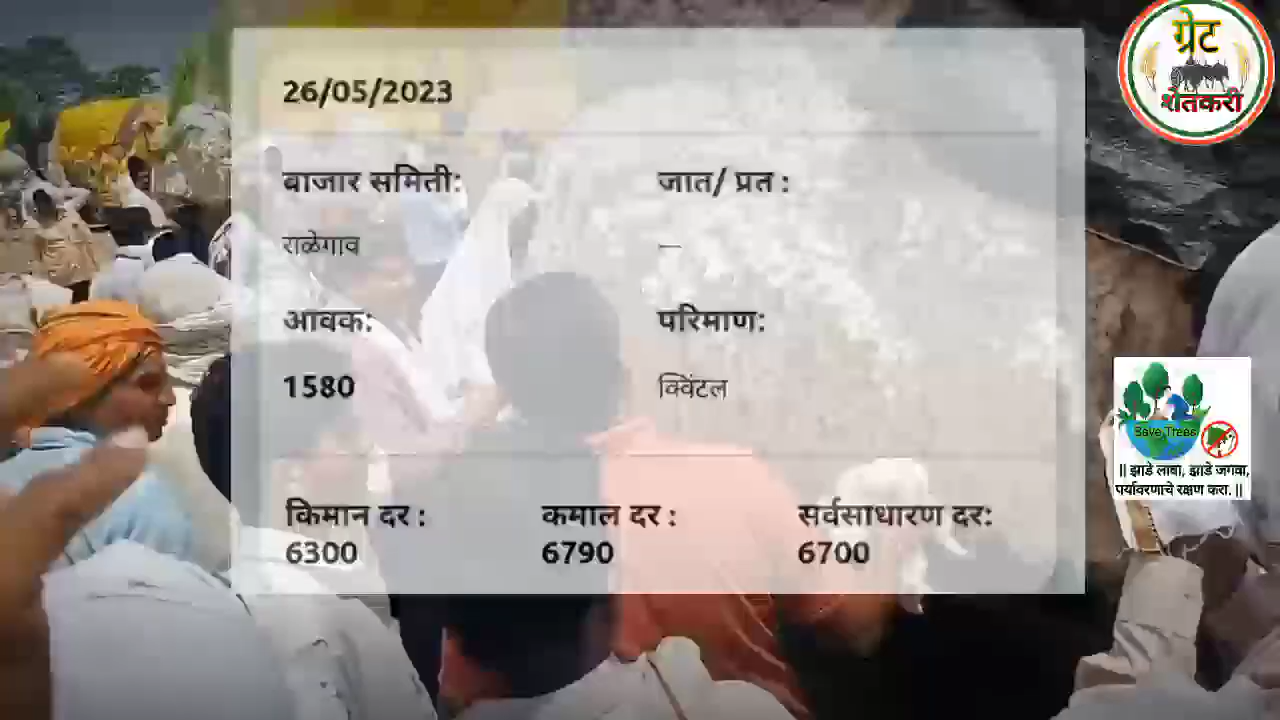 ग्रेट
शेतकरी
26/05/2023
बाजार समिती:
जात/ प्रत :
राळेगाव
—
आवक:
परिमाण:
1580
क्विंटल
किमान दर :
कमाल दर :
सर्वसाधारण दर:
6300
6790
6700
Save Trees
|| झाडे लावा, झाडे जगवा,
पर्यावरणाचे रक्षण करा. ||